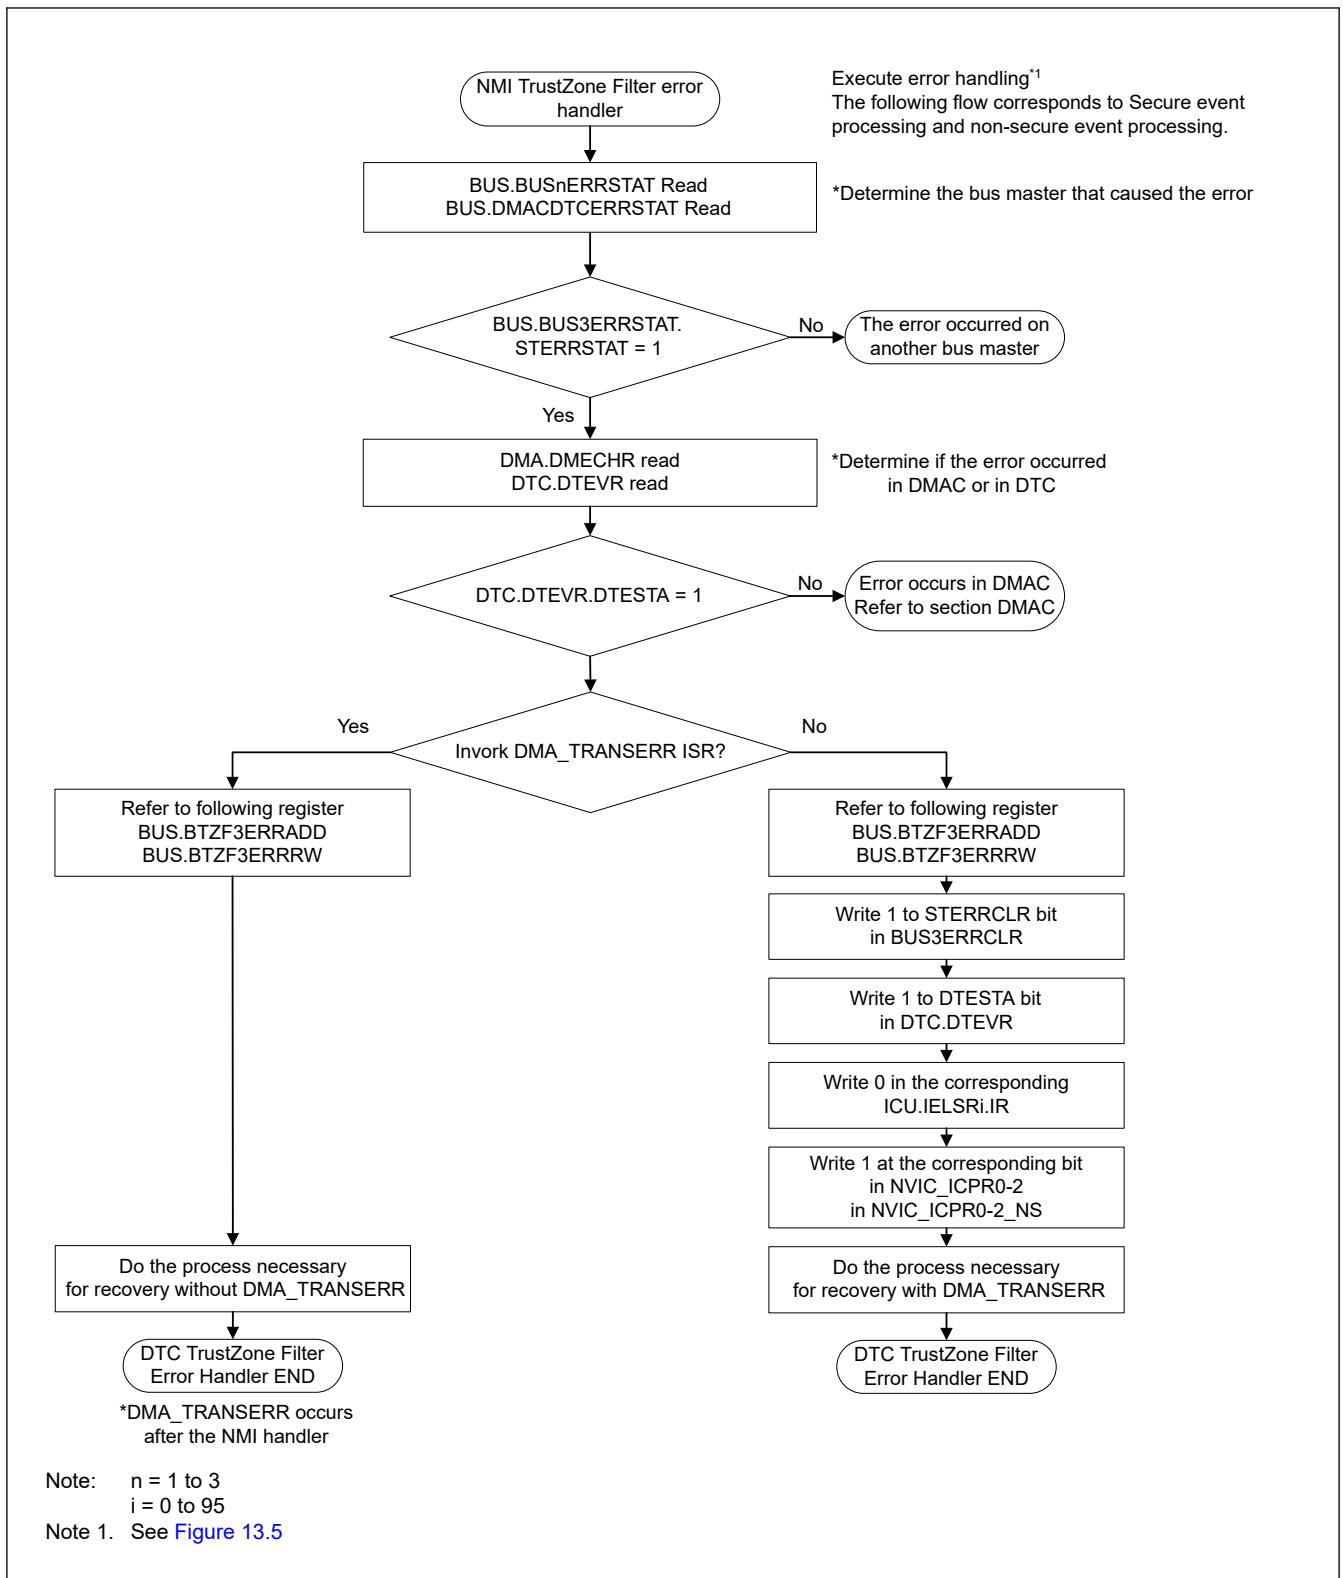 NMI TrustZone Filter error
handler
Execute error handling*1
The following flow corresponds to Secure event
processing and non-secure event processing.
BUS.BUSnERRSTAT Read
BUS.DMACDTCERRSTAT Read
*Determine the bus master that caused the error
BUS.BUS3ERRSTAT.
STERRSTAT = 1
No
The error occurred on
another bus master
Yes
DMA.DMECHR read
DTC.DTEVR read
*Determine if the error occurred
in DMAC or in DTC
DTC.DTEVR.DTESTA = 1
No
Error occurs in DMAC
Refer to section DMAC
Yes
Invork DMA_TRANSERR ISR?
No
Refer to following register
BUS.BTZF3ERRADD
BUS.BTZF3ERRRW
Refer to following register
BUS.BTZF3ERRADD
BUS.BTZF3ERRRW
Write 1 to STERRCLR bit
in BUS3ERRCLR
Write 1 to DTESTA bit
in DTC.DTEVR
Write 0 in the corresponding
ICU.IELSRi.IR
Write 1 at the corresponding bit
in NVIC_ICPR0-2
in NVIC_ICPR0-2_NS
Do the process necessary
for recovery without DMA_TRANSERR
Do the process necessary
for recovery with DMA_TRANSERR
DTC TrustZone Filter
Error Handler END
DTC TrustZone Filter
Error Handler END
*DMA_TRANSERR occurs
after the NMI handler
Note: n = 1 to 3
i = 0 to 95
Note 1. See Figure 13.5